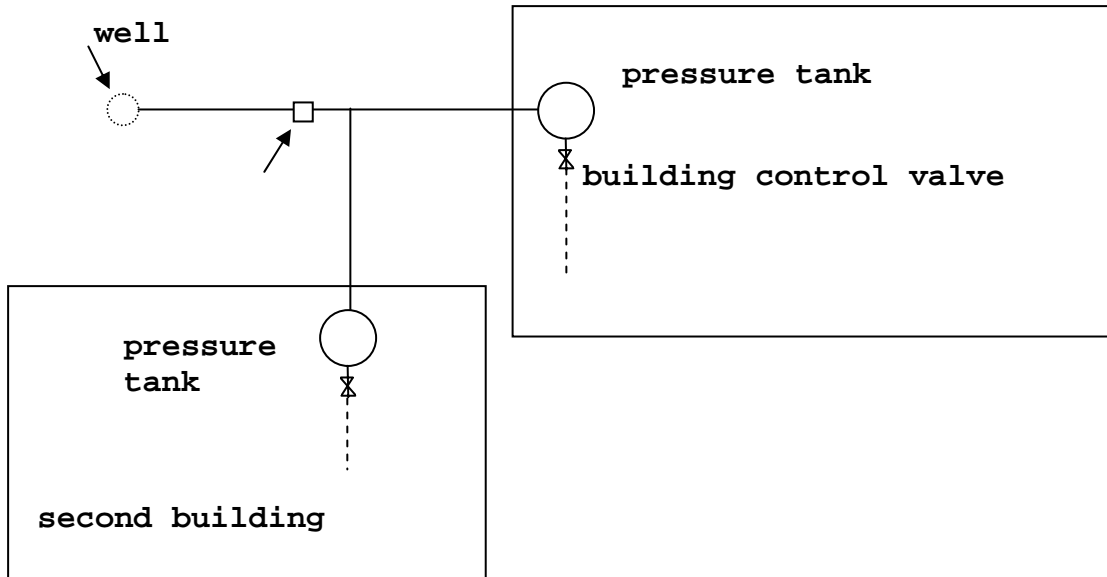 well
pressure tank
building control valve
pressure
tank
second building